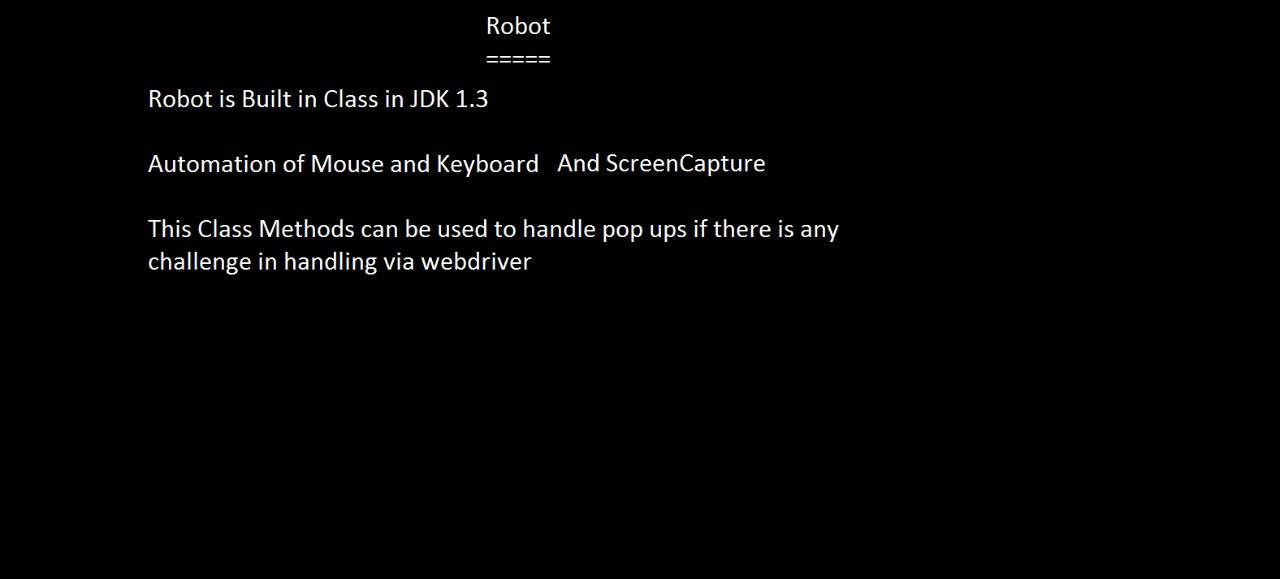 Robot
=====
Robot is Built in Class in JDK 1.3
Automation of Mouse and Keyboard And ScreenCapture
This Class Methods can be used to handle pop ups if there is any
challenge in handling via webdriver